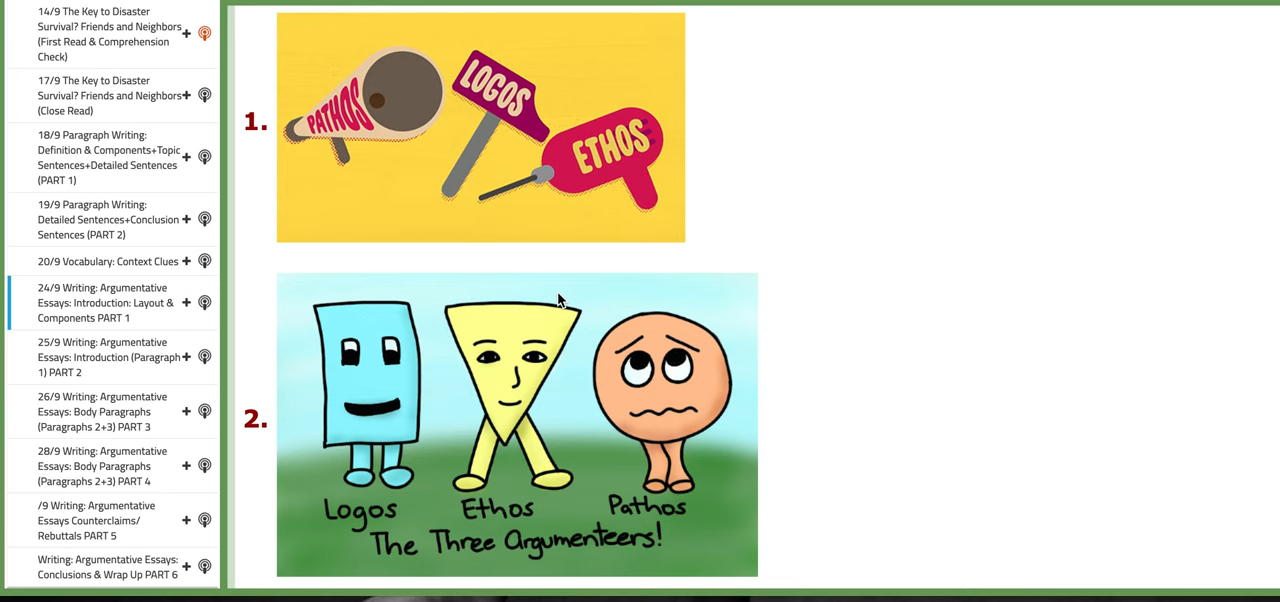 14/9 The Key to Disaster
Survival? Friends and Neighbors
(First Read & Comprehension
Check)
17/9 The Key to Disaster
Survival? Friends and Neighbors
(Close Read)
18/9 Paragraph Writing:
Definition & Components+Topic
Sentences+Detailed Sentences
(PART 1)
19/9 Paragraph Writing:
Detailed Sentences+Conclusion
Sentences (PART 2)
20/9 Vocabulary: Context Clues
24/9 Writing: Argumentative
Essays: Introduction: Layout &
Components PART 1
25/9 Writing: Argumentative
Essays: Introduction (Paragraph
1) PART 2
26/9 Writing: Argumentative
Essays: Body Paragraphs
(Paragraphs 2+3) PART 3
28/9 Writing: Argumentative
Essays: Body Paragraphs
(Paragraphs 2+3) PART 4
/9 Writing: Argumentative
Essays Counterclaims/
Rebuttals PART 5
Writing: Argumentative Essays:
Conclusions & Wrap Up PART 6
1.
PATHOS
LOGOS
ETHOS
2.
Logos Ethos Pathos
The Three Argumenteers!